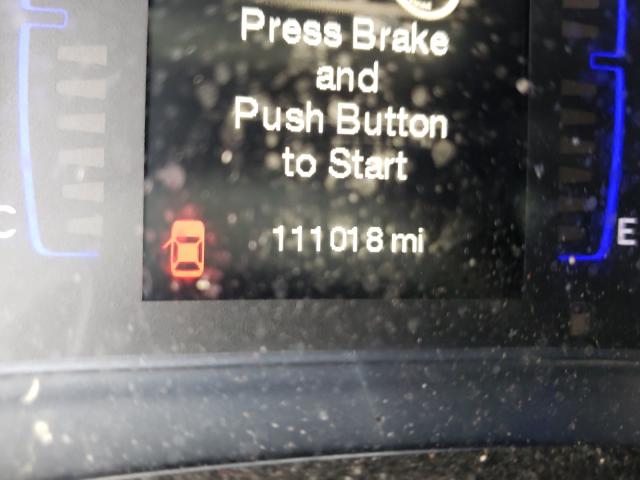 Press Brake
and
Push Button
to Start
111018 mi
C
E